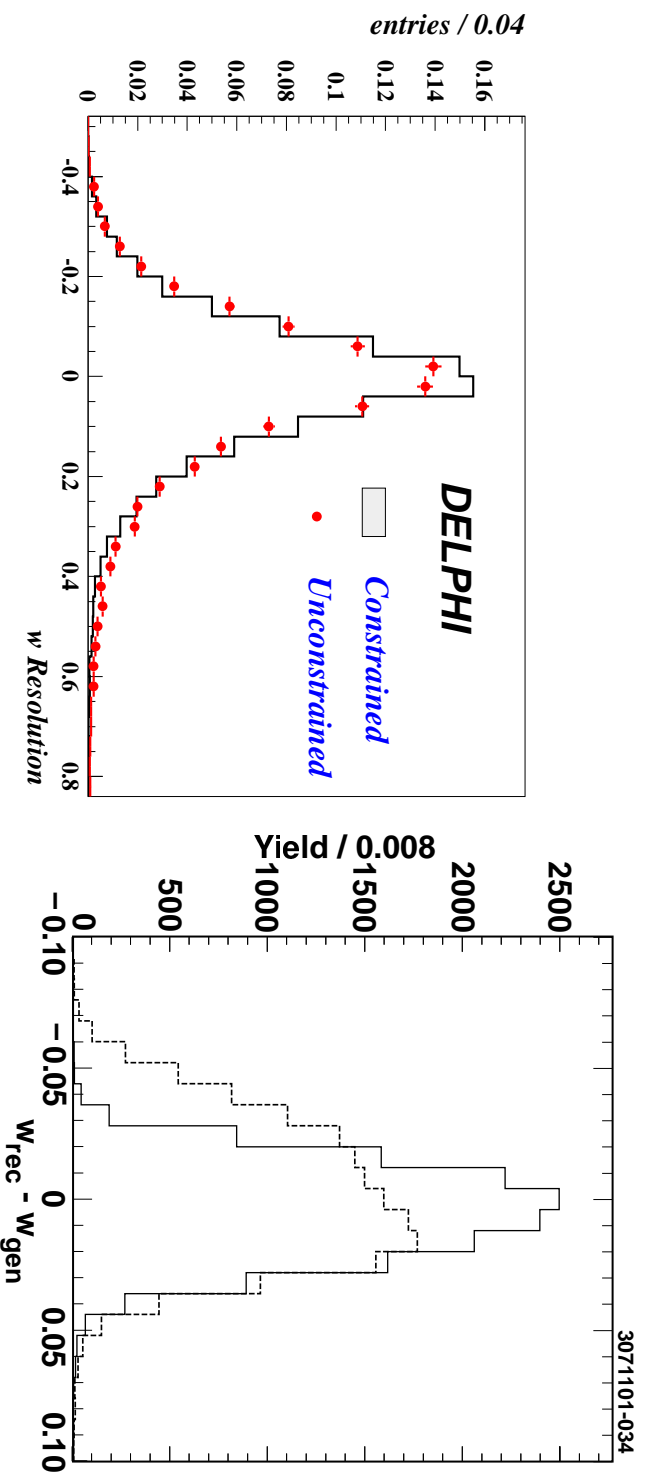 entries / 0.04
0.16
0.14
0.12
0.1
0.08
0.06
0.04
0.02
0
-0.4 -0.2 0 0.2 0.4 0.6 0.8
w Resolution
DELPHI
Constrained
Unconstrained
3071101-034
Yield / 0.008
2500
2000
1500
1000
500
0
−0.10 −0.05 0 0.05 0.10
w rec - w gen